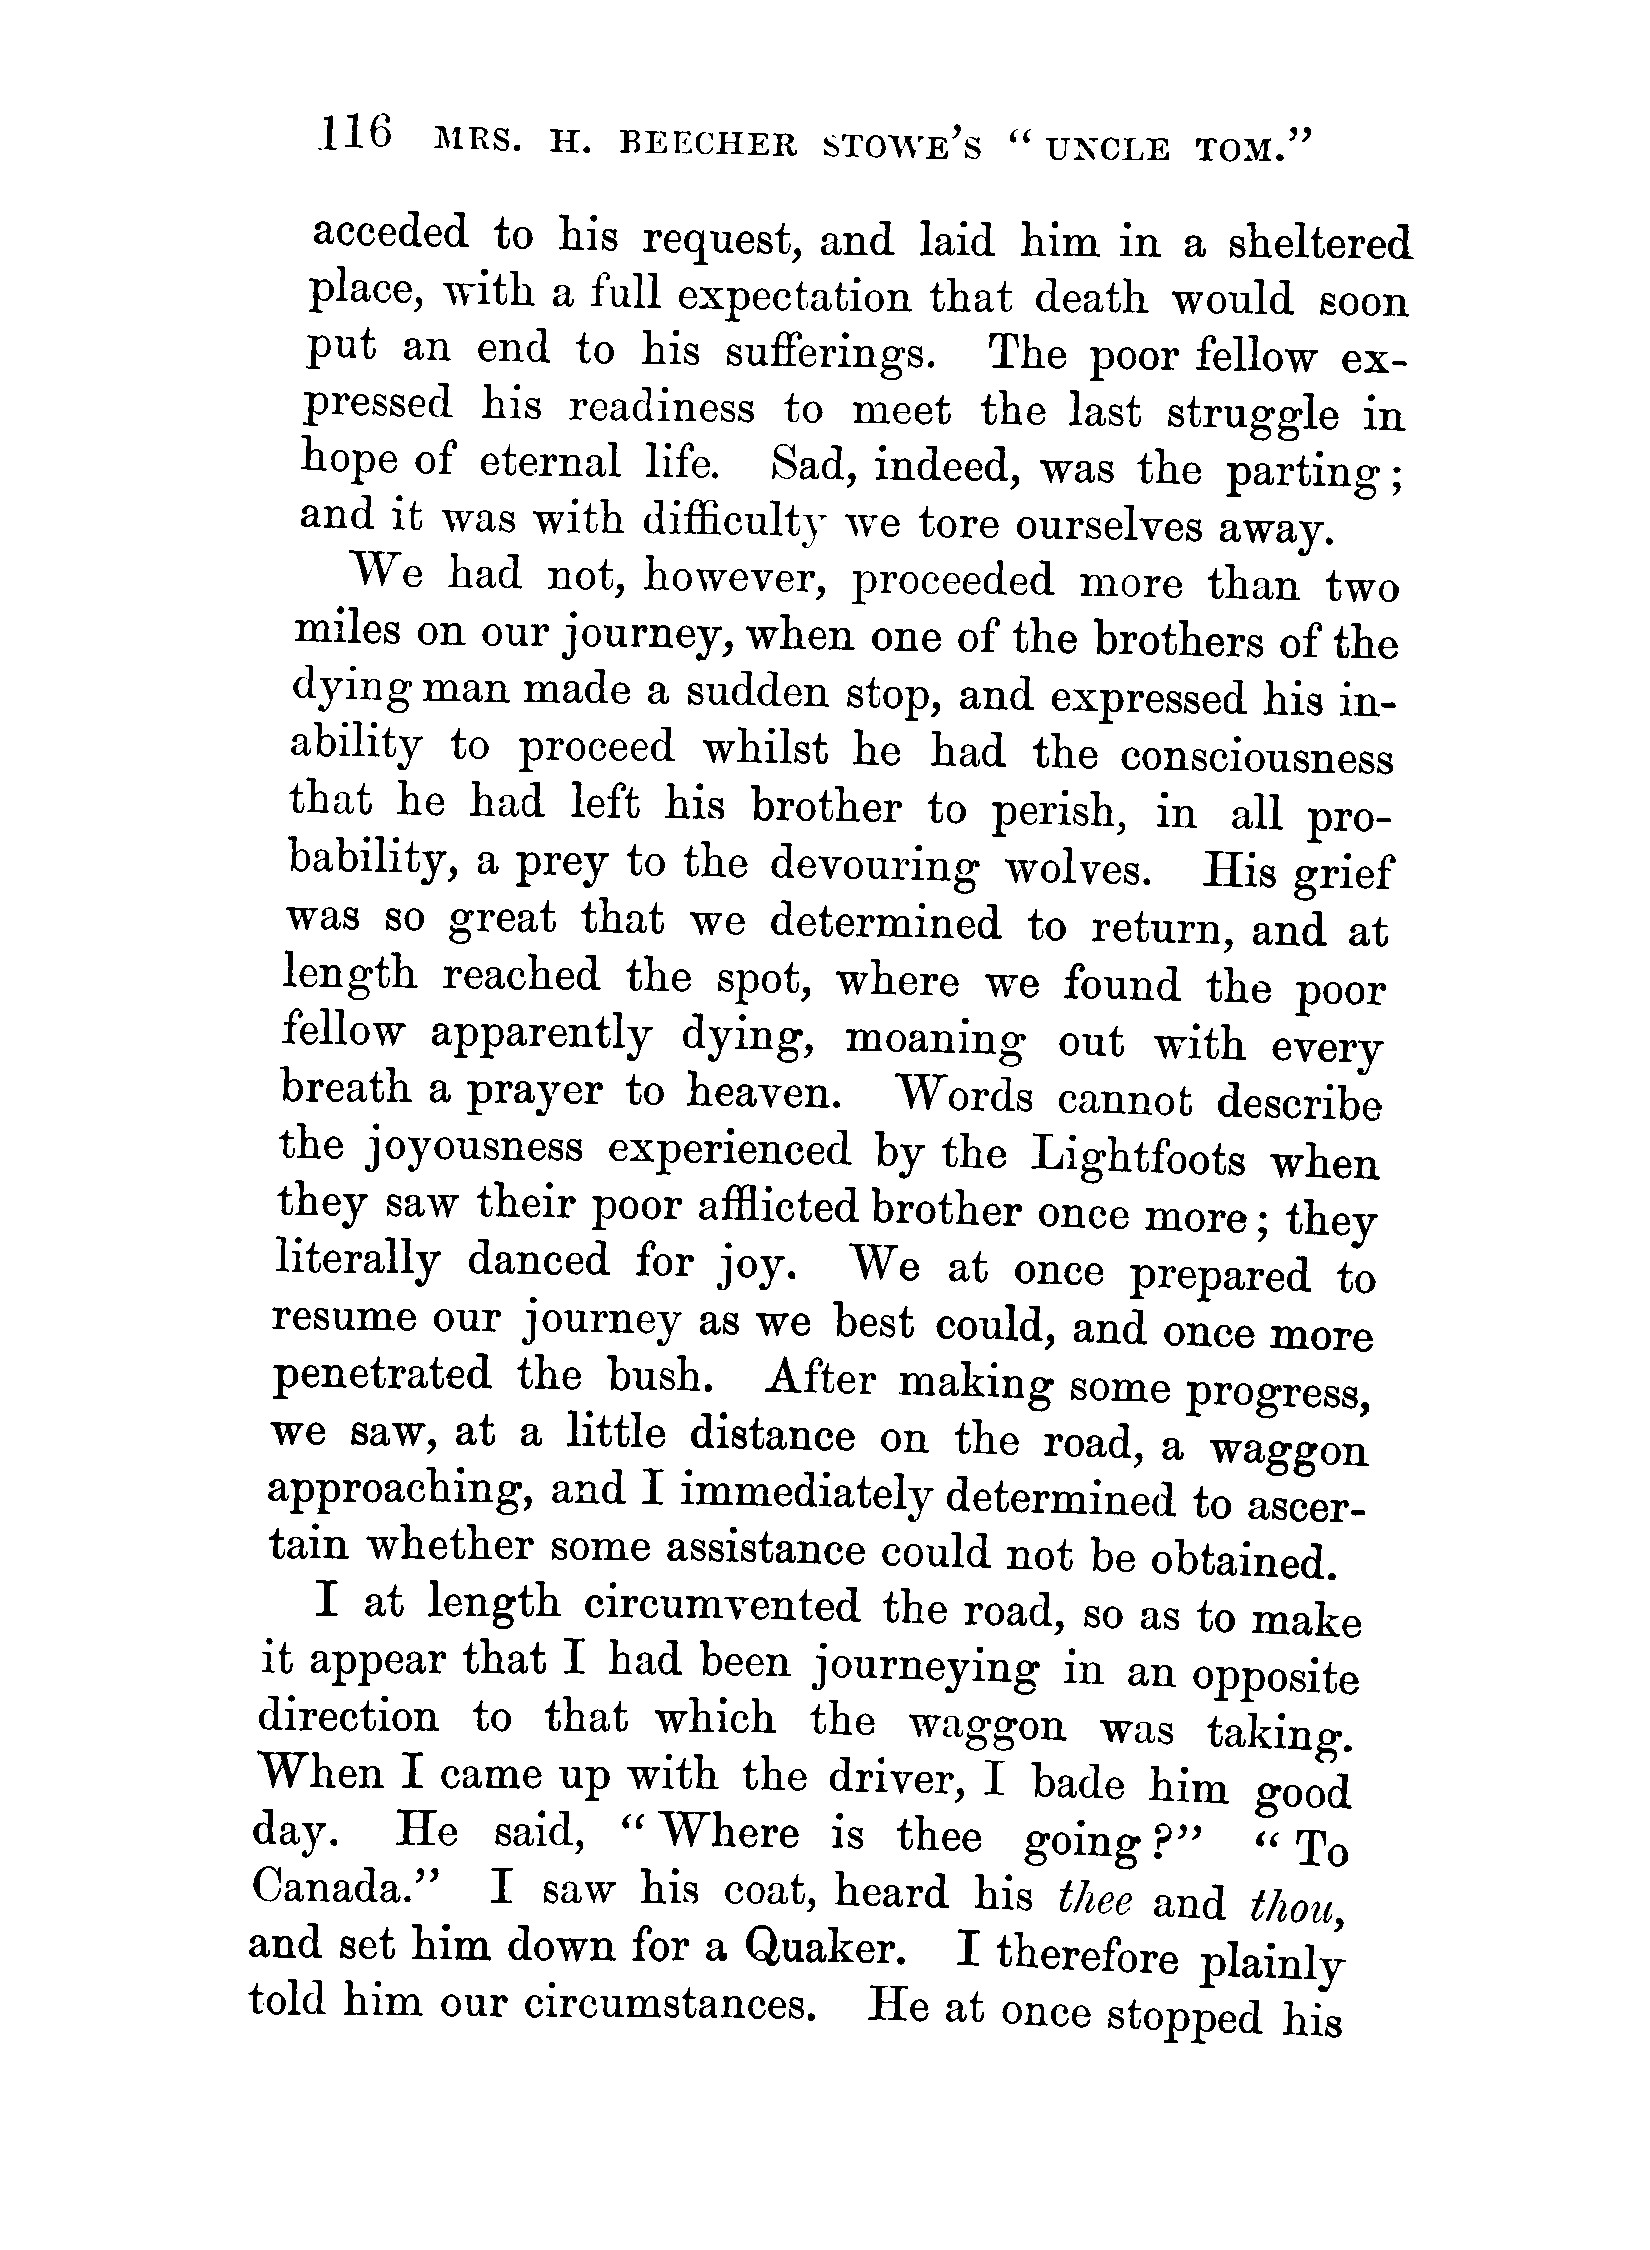 116 MRS. H. BEECHER STOWE'S "UNCLE TOM."
acceded to his request, and laid him in a sheltered
place, with a full expectation that death would soon
put an end to his sufferings. The poor fellow ex-
pressed his readiness to meet the last struggle in
hope of eternal life. Sad, indeed, was the parting;
and it was with difficulty we tore ourselves away.
We had not, however, proceeded more than two
miles on our journey, when one of the brothers of the
dying man made a sudden stop, and expressed his in-
ability to proceed whilst he had the consciousness
that he had left his brother to perish, in all pro-
bability, a prey to the devouring wolves. His grief
was so great that we determined to return, and at
length reached the spot, where we found the poor
fellow apparently dying, moaning out with every
breath a prayer to heaven. Words cannot describe
the joyousness experienced by the Lightfoots when
they saw their poor afflicted brother once more; they
literally danced for joy. We at once prepared to
resume our journey as we best could, and once more
penetrated the bush. After making some progress,
we saw, at a little distance on the road, a waggon
approaching, and I immediately determined to ascer-
tain whether some assistance could not be obtained.
I at length circumvented the road, so as to make
it appear that I had been journeying in an opposite
direction to that which the waggon was taking.
When I came up with the driver, I bade him good
day. He said, "Where is thee going?" "To
Canada." I saw his coat, heard his thee and thou,
and set him down for a Quaker. I therefore plainly
told him our circumstances. He at once stopped his